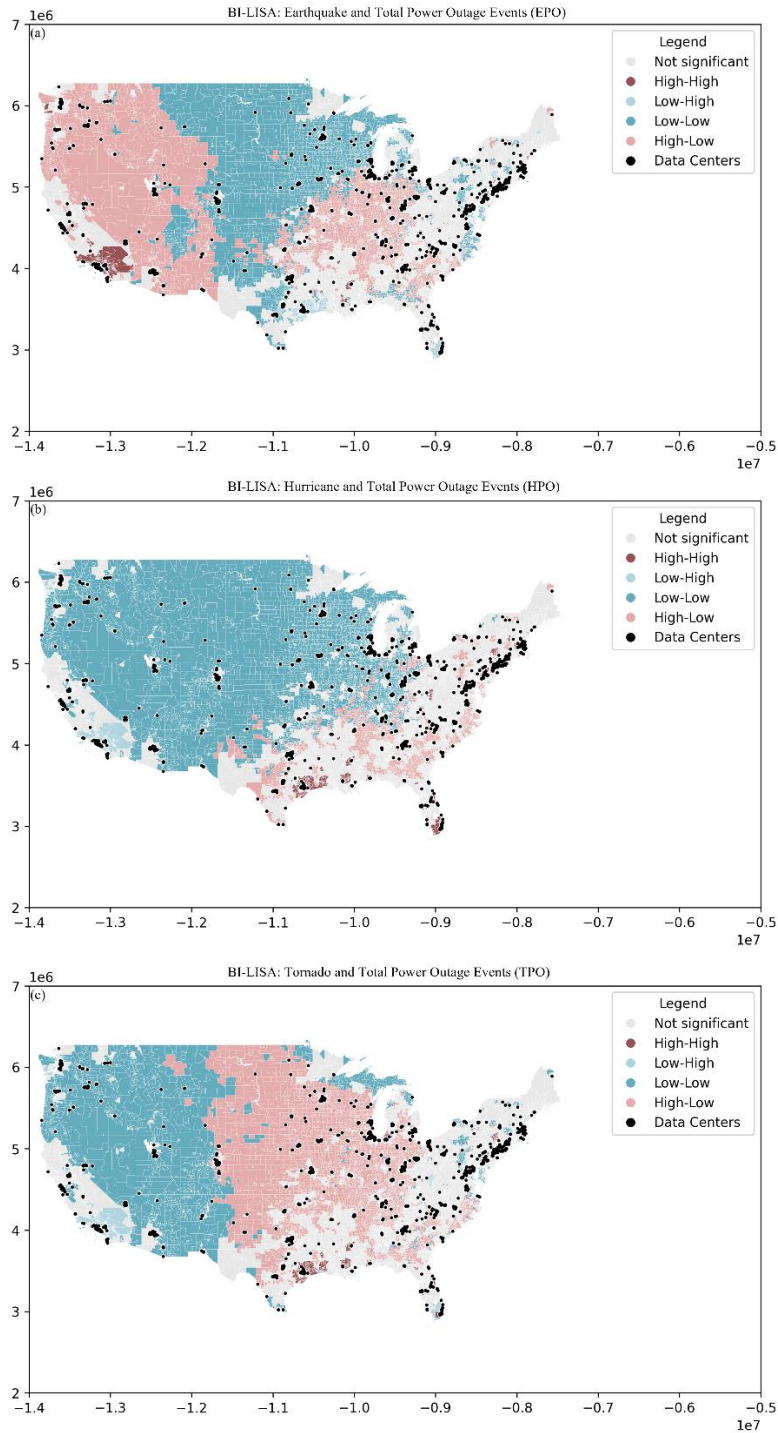 BI-LISA: Earthquake and Total Power Outage Events (EPO)
1e6
(a)
Legend
Not significant
High-High
Low-High
Low-Low
High-Low
Data Centers
7
6
5
4
3
2
−1.4 −1.3 −1.2 −1.1 −1.0 −0.9 −0.8 −0.7 −0.6 −0.5
1e7
BI-LISA: Hurricane and Total Power Outage Events (HPO)
1e6
(b)
Legend
Not significant
High-High
Low-High
Low-Low
High-Low
Data Centers
7
6
5
4
3
2
−1.4 −1.3 −1.2 −1.1 −1.0 −0.9 −0.8 −0.7 −0.6 −0.5
1e7
BI-LISA: Tornado and Total Power Outage Events (TPO)
1e6
(c)
Legend
Not significant
High-High
Low-High
Low-Low
High-Low
Data Centers
7
6
5
4
3
2
−1.4 −1.3 −1.2 −1.1 −1.0 −0.9 −0.8 −0.7 −0.6 −0.5
1e7